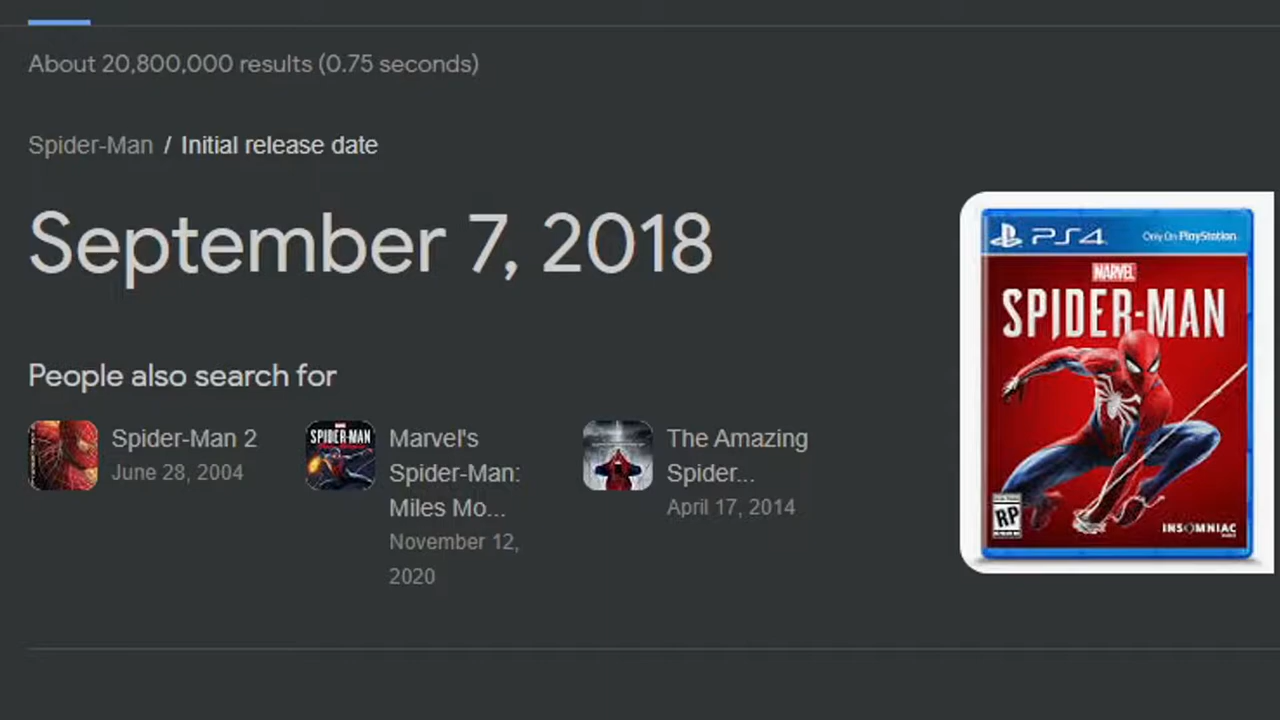 About 20,800,000 results (0.75 seconds)
Spider-Man / Initial release date
September 7, 2018
PS4
Only On PlayStation
MARVEL
SPIDER-MAN
RP
INSOMNIAC
People also search for
Spider-Man 2
June 28, 2004
SPIDER-MAN
Marvel's
Spider-Man:
Miles Mo...
November 12,
2020
The Amazing
Spider...
April 17, 2014